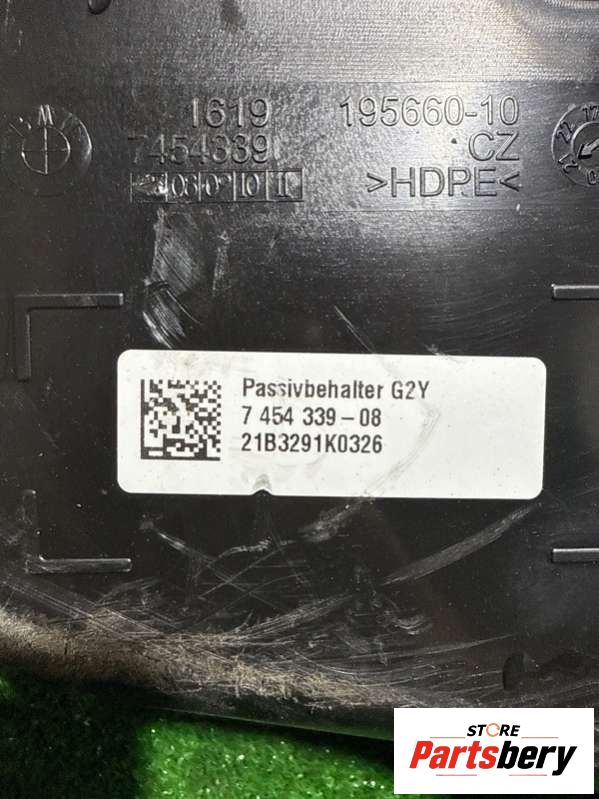 1619 195660-10
7454339 CZ
>HDPE<
Passivbehalter G2Y
7 454 339-08
21B3291K0326
STORE
Partsbery